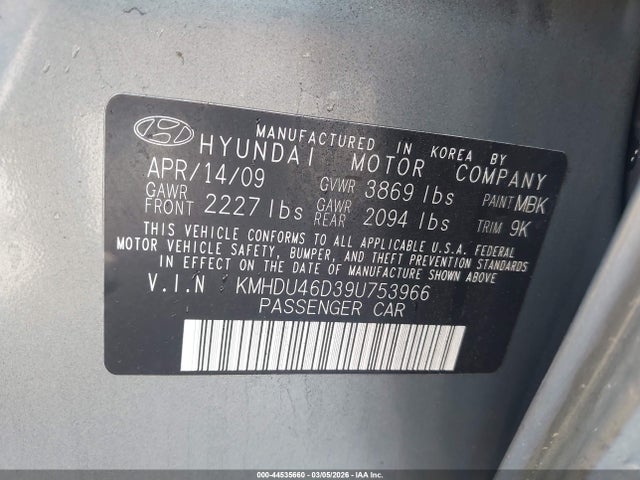 MANUFACTURED IN KOREA BY
HYUNDAI MOTOR COMPANY
APR/14/09 GVWR 3869 lbs PAINT MBK
GAWR FRONT 2227 lbs GAWR REAR 2094 lbs TRIM 9K
THIS VEHICLE CONFORMS TO ALL APPLICABLE U.S.A. FEDERAL
MOTOR VEHICLE SAFETY, BUMPER, AND THEFT PREVENTION STANDARDS
IN EFFECT ON THE DATE OF MANUFACTURE SHOWN ABOVE
V.I.N KMHDU46D39U753966
PASSENGER CAR
000-44535660 - 03/05/2026 - IAA, Inc.